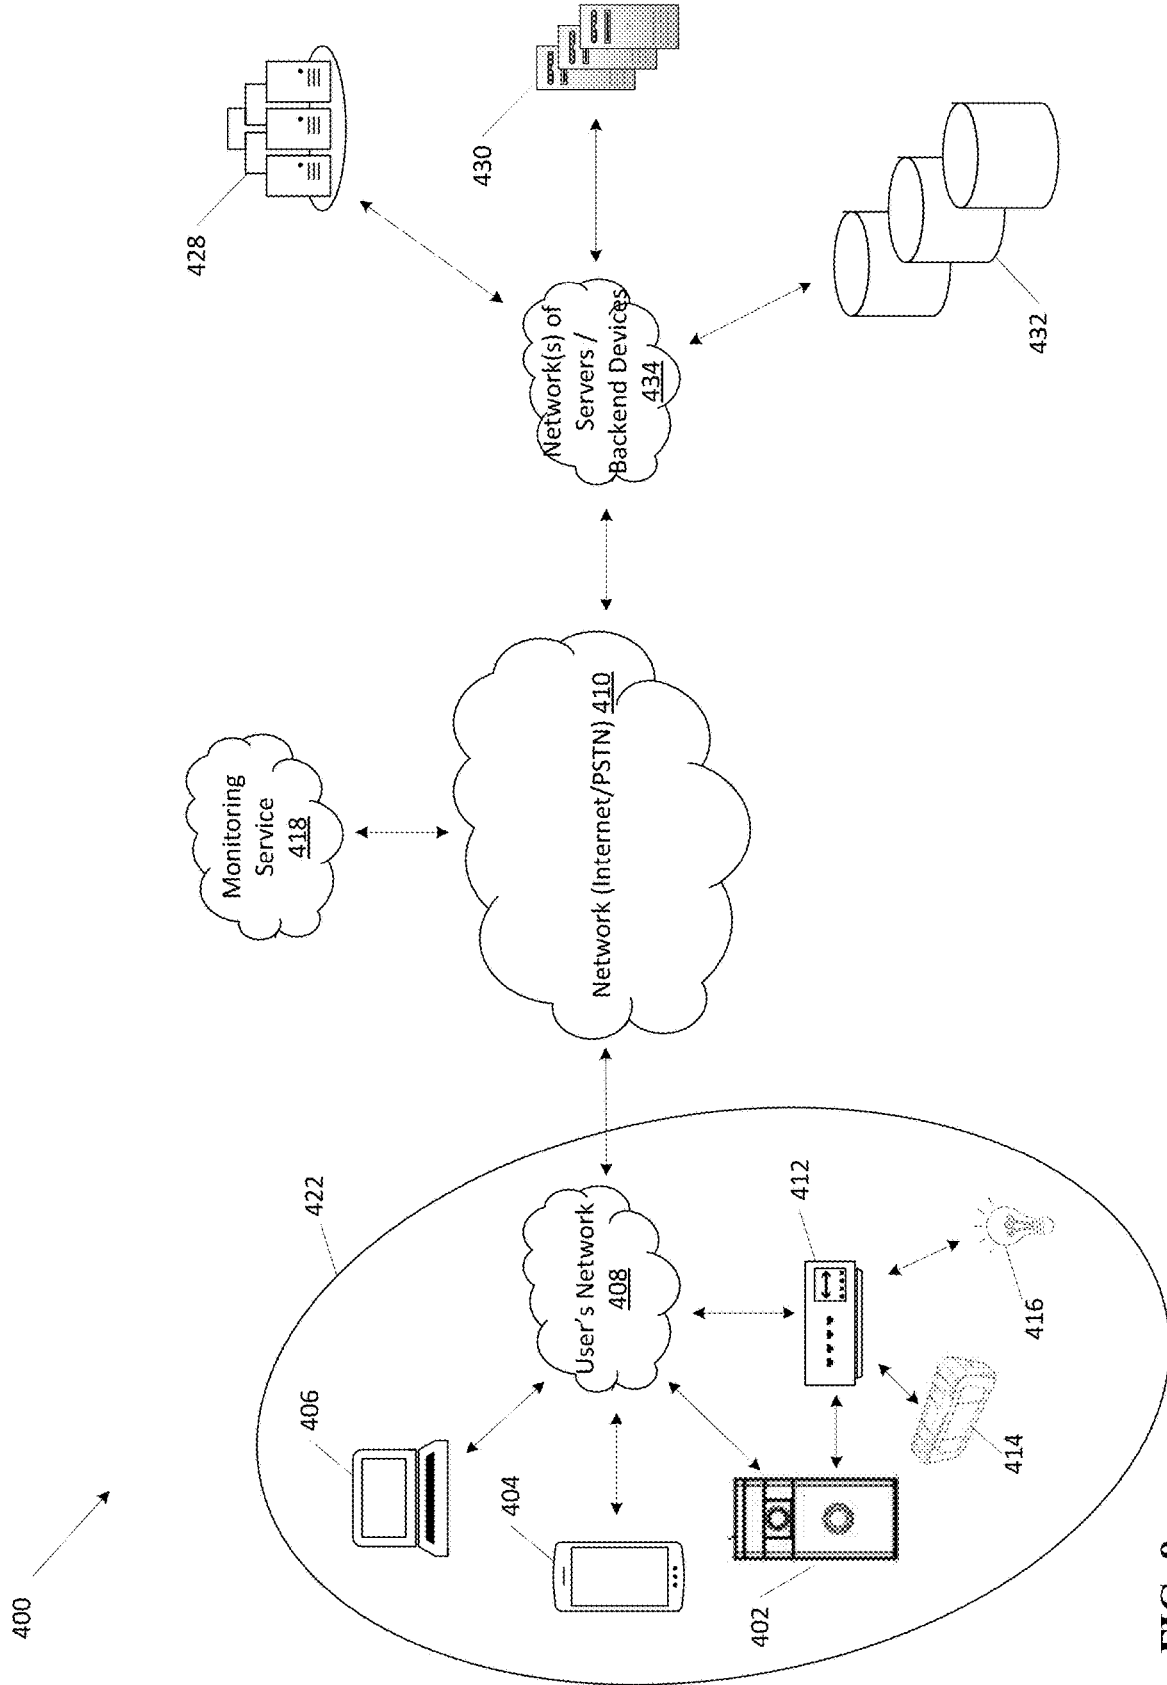 400
428
Monitoring
Service
418
406
422
430
404
Network(s) of
Servers /
Backend Devices
434
User's Network
408
Network (Internet/PSTN) 410
402
412
414
416
432
FIG.